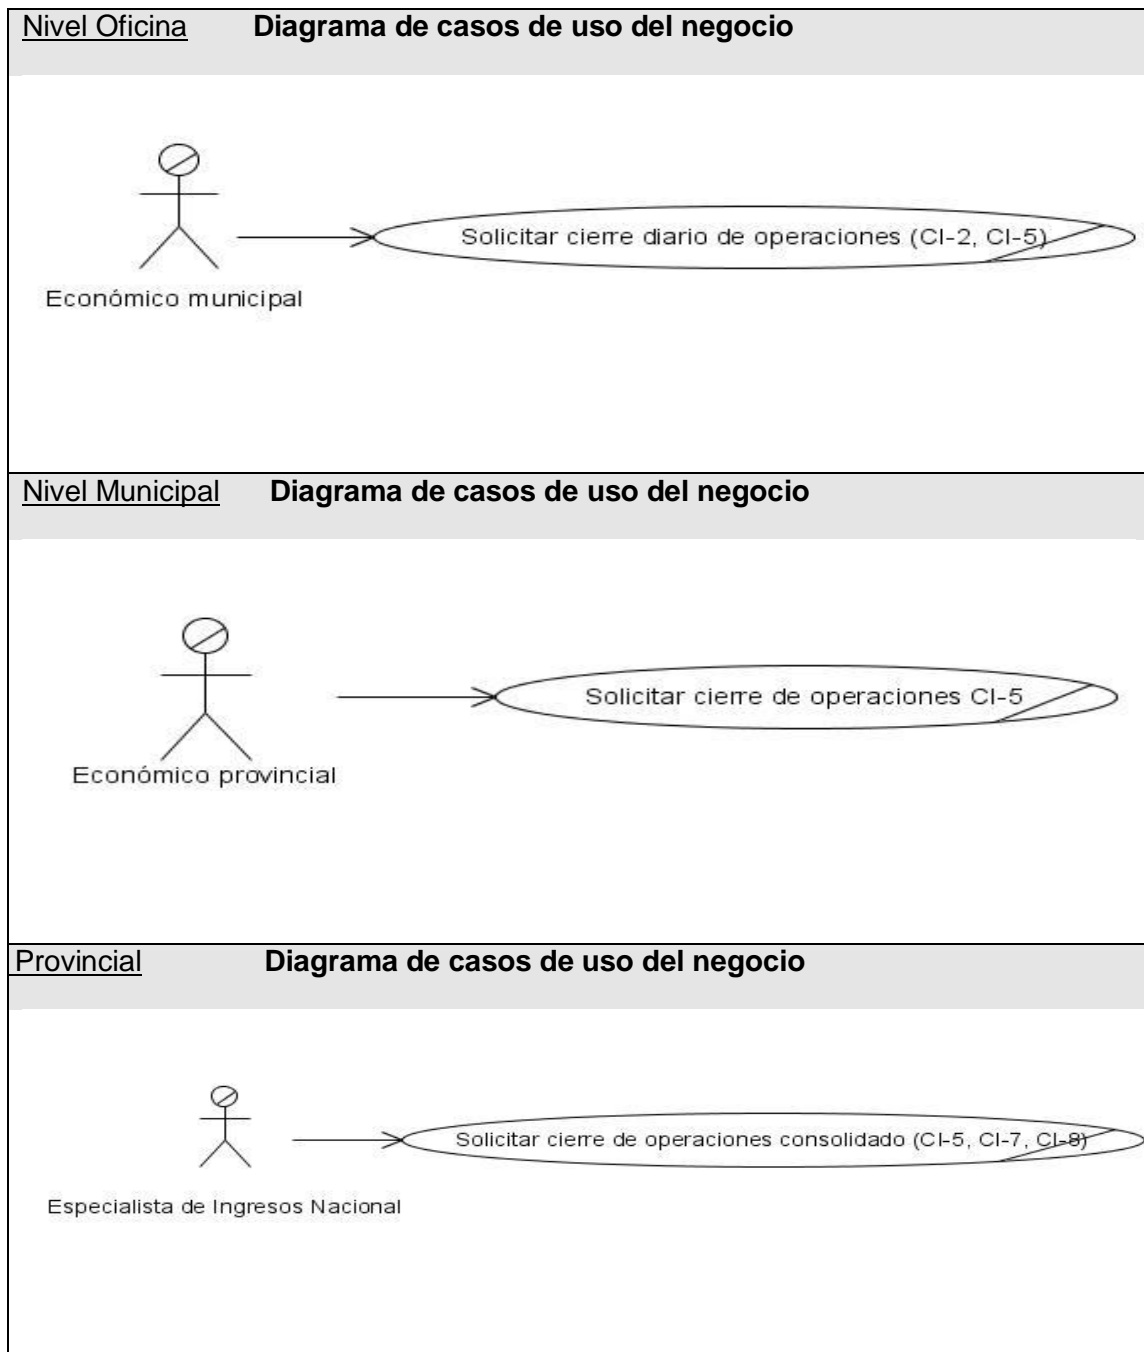 Nivel Oficina Diagrama de casos de uso del negocio
Solicitar cierre diario de operaciones (CI-2, CI-5)
Económico municipal
Nivel Municipal Diagrama de casos de uso del negocio
Solicitar cierre de operaciones CI-5
Económico provincial
Provincial Diagrama de casos de uso del negocio
Solicitar cierre de operaciones consolidado (CI-5, CI-7, CI-8)
Especialista de Ingresos Nacional